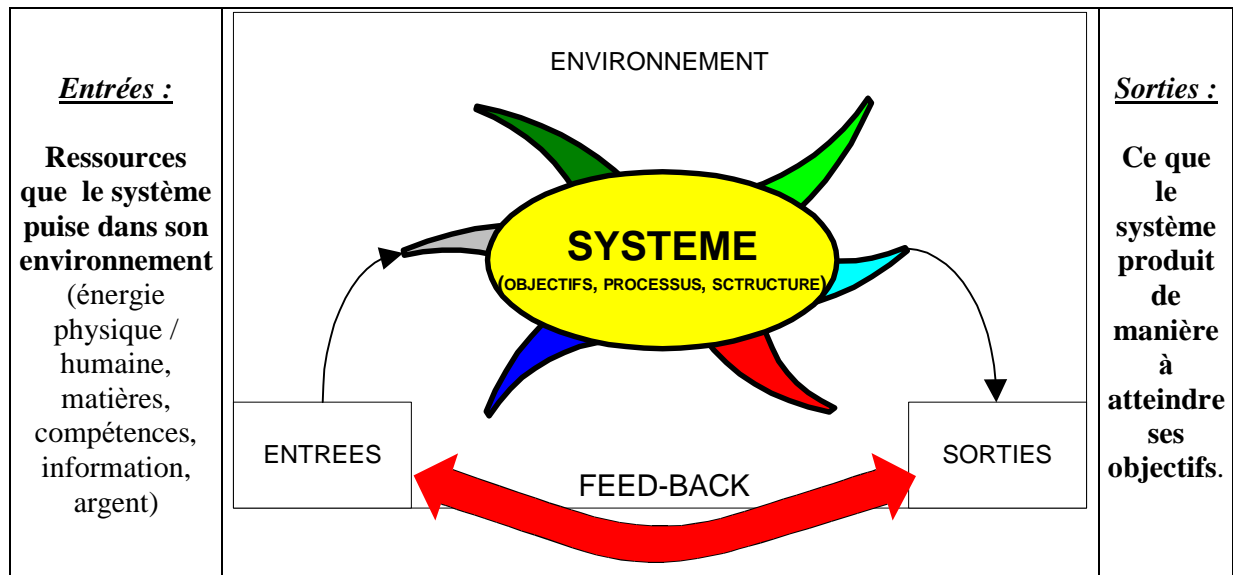 Entrées :
Ressources
que le système
puise dans son
environnement
(énergie
physique /
humaine,
matières,
compétences,
information,
argent)
ENVIRONNEMENT
SYSTEME
(OBJECTIFS, PROCESSUS, SCTRUCTURE)
ENTREES
FEED-BACK
SORTIES
Sorties :
Ce que
le
système
produit
de
manière
à
atteindre
ses
objectifs.